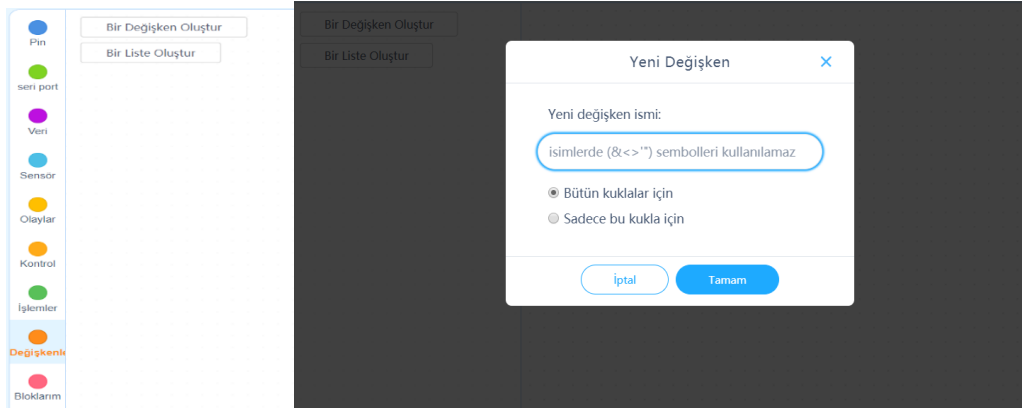 Pin
seri port
Veri
Sensör
Olaylar
Kontrol
İşlemler
Değişkenle
Bloklarım
Bir Değişken Oluştur
Bir Liste Oluştur
Bir Değişken Oluştur
Bir Liste Oluştur
Yeni Değişken
Yeni değişken ismi:
isimlerde (&<>'") sembolleri kullanılamaz
Bütün kuklalar için
Sadece bu kukla için
İptal
Tamam